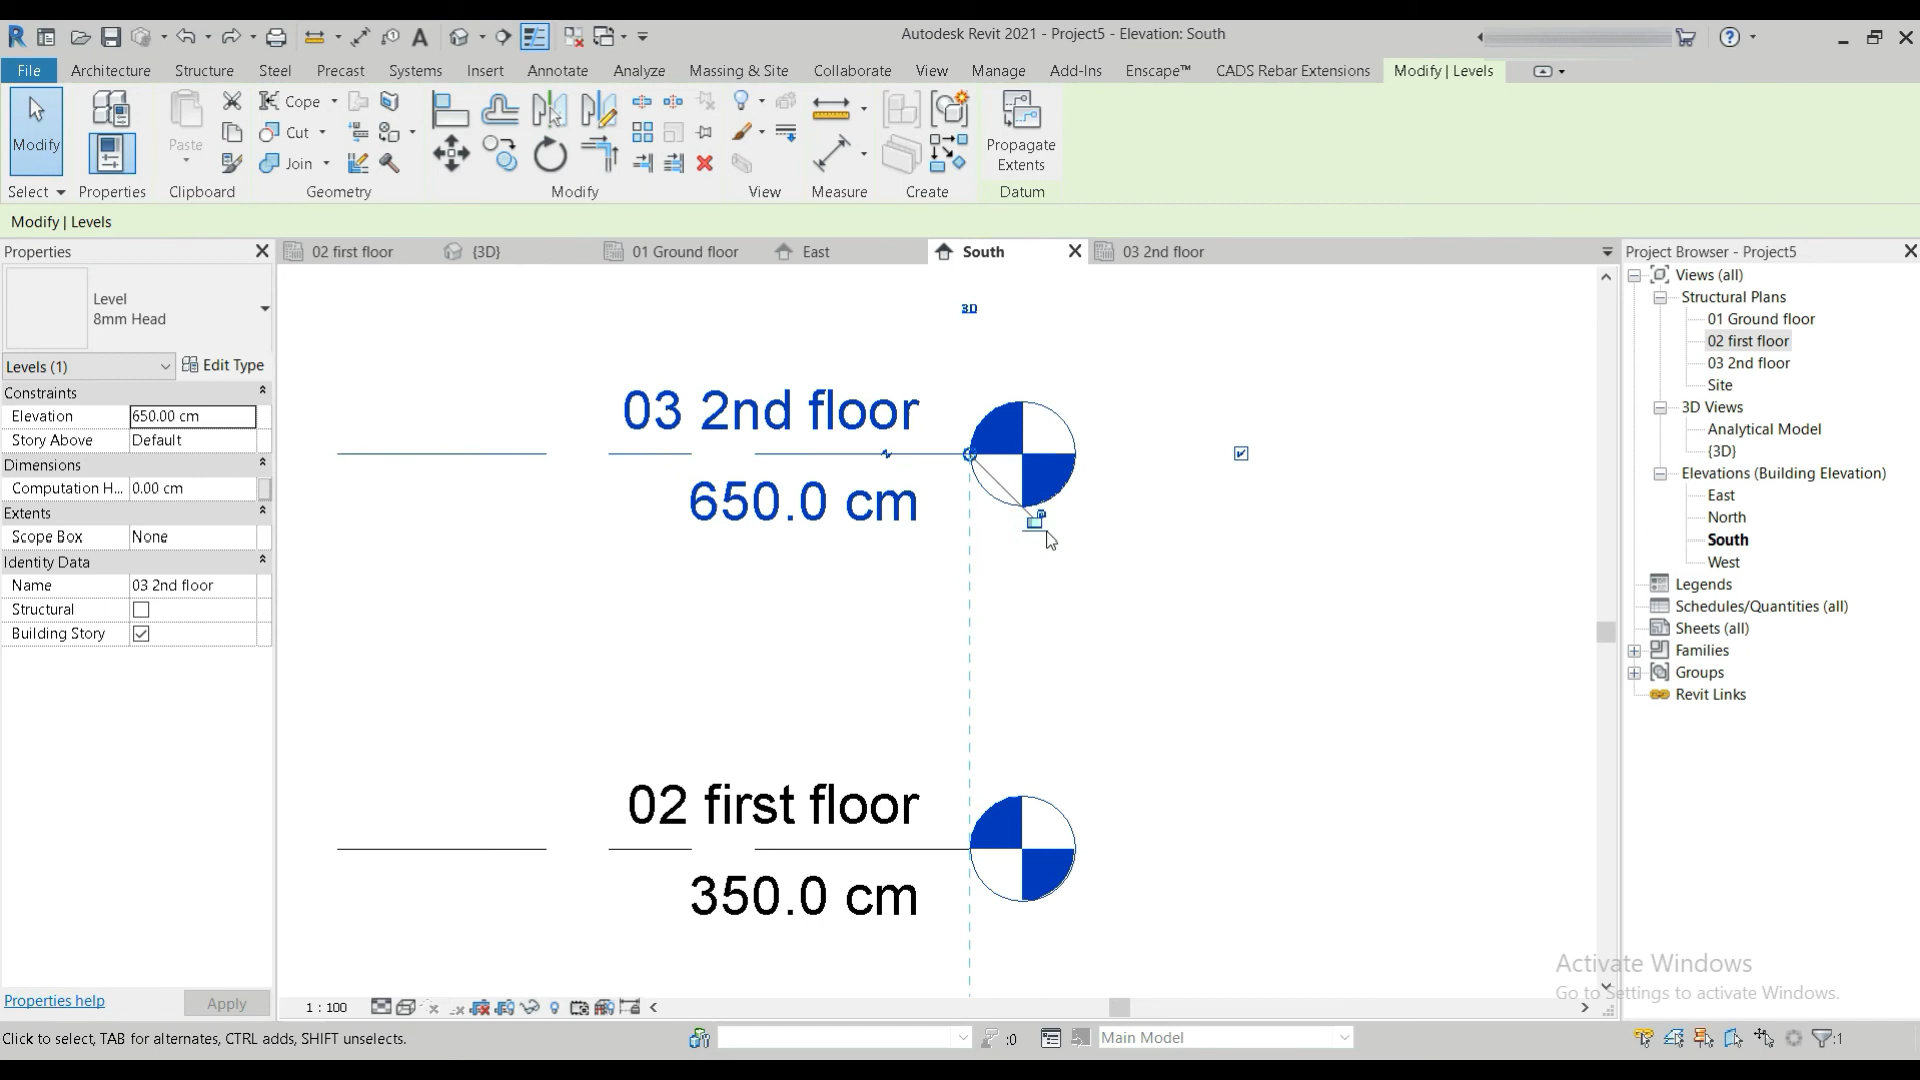 Autodesk Revit 2021 - Project5 - Elevation: South
File Architecture Structure Steel Precast Systems Insert Annotate Analyze Massing & Site Collaborate View Manage Add-Ins Enscape™ CADS Rebar Extensions Modify | Levels
Modify
Paste
Cope
Cut
Join
Propagate
Extents
Select Properties Clipboard Geometry Modify View Measure Create Datum
Modify | Levels
Properties
02 first floor {3D} 01 Ground floor East South 03 2nd floor
Project Browser - Project5
Level
8mm Head
Levels (1) Edit Type
Constraints
Elevation 650.00 cm
Story Above Default
Dimensions
Computation H... 0.00 cm
Extents
Scope Box None
Identity Data
Name 03 2nd floor
Structural
Building Story
Properties help Apply
3D
03 2nd floor
650.0 cm
02 first floor
350.0 cm
Views (all)
Structural Plans
01 Ground floor
02 first floor
03 2nd floor
Site
3D Views
Analytical Model
{3D}
Elevations (Building Elevation)
East
North
South
West
Legends
Schedules/Quantities (all)
Sheets (all)
Families
Groups
Revit Links
Activate Windows
Go to Settings to activate Windows.
1 : 100
Click to select, TAB for alternates, CTRL adds, SHIFT unselects.
:0
Main Model
:1